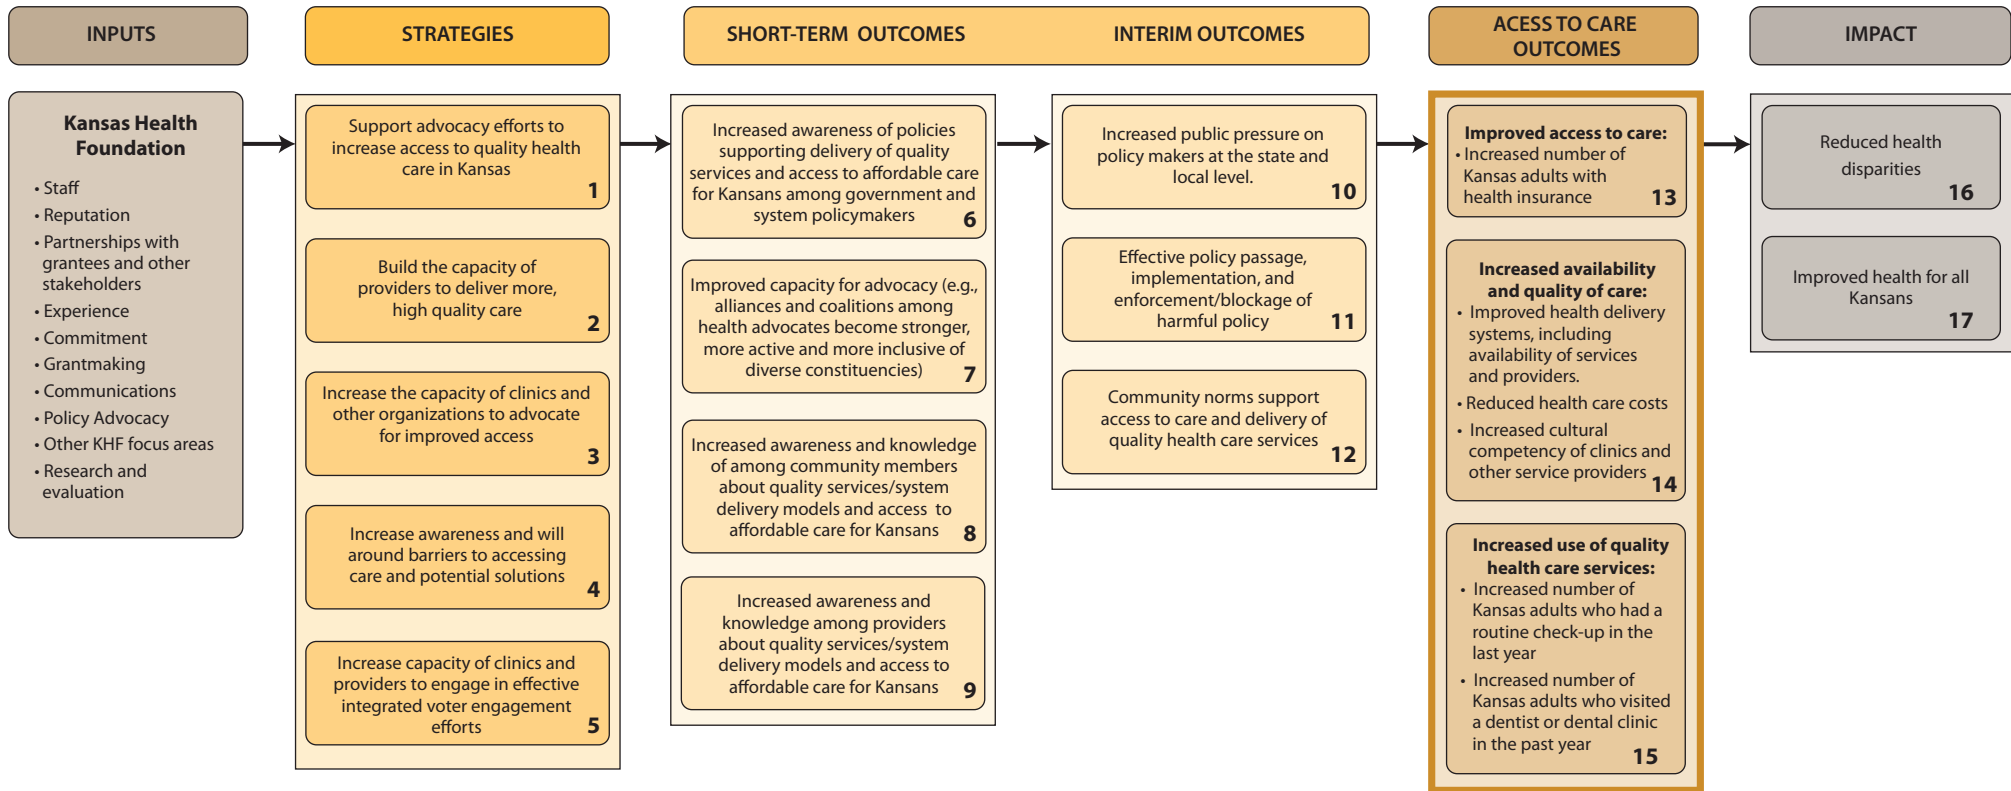 INPUTS
STRATEGIES
SHORT-TERM OUTCOMES
INTERIM OUTCOMES
ACESS TO CARE
OUTCOMES
IMPACT
Kansas Health
Foundation
• Staff
• Reputation
• Partnerships with
grantees and other
stakeholders
• Experience
• Commitment
• Grantmaking
• Communications
• Policy Advocacy
• Other KHF focus areas
• Research and
evaluation
Support advocacy efforts to
increase access to quality health
care in Kansas
1
Build the capacity of
providers to deliver more,
high quality care
2
Increase the capacity of clinics and
other organizations to advocate
for improved access
3
Increase awareness and will
around barriers to accessing
care and potential solutions
4
Increase capacity of clinics and
providers to engage in effective
integrated voter engagement
efforts
5
Increased awareness of policies
supporting delivery of quality
services and access to affordable care
for Kansans among government and
system policymakers
6
Improved capacity for advocacy (e.g.,
alliances and coalitions among
health advocates become stronger,
more active and more inclusive of
diverse constituencies)
7
Increased awareness and knowledge
of among community members
about quality services/system
delivery models and access to
affordable care for Kansans
8
Increased awareness and
knowledge among providers
about quality services/system
delivery models and access to
affordable care for Kansans
9
Increased public pressure on
policy makers at the state and
local level.
10
Effective policy passage,
implementation, and
enforcement/blockage of
harmful policy
11
Community norms support
access to care and delivery of
quality health care services
12
Improved access to care:
• Increased number of
Kansas adults with
health insurance
13
Increased availability
and quality of care:
• Improved health delivery
systems, including
availability of services
and providers.
• Reduced health care costs
• Increased cultural
competency of clinics and
other service providers
14
Increased use of quality
health care services:
• Increased number of
Kansas adults who had a
routine check-up in the
last year
• Increased number of
Kansas adults who visited
a dentist or dental clinic
in the past year
15
Reduced health
disparities
16
Improved health for all
Kansans
17